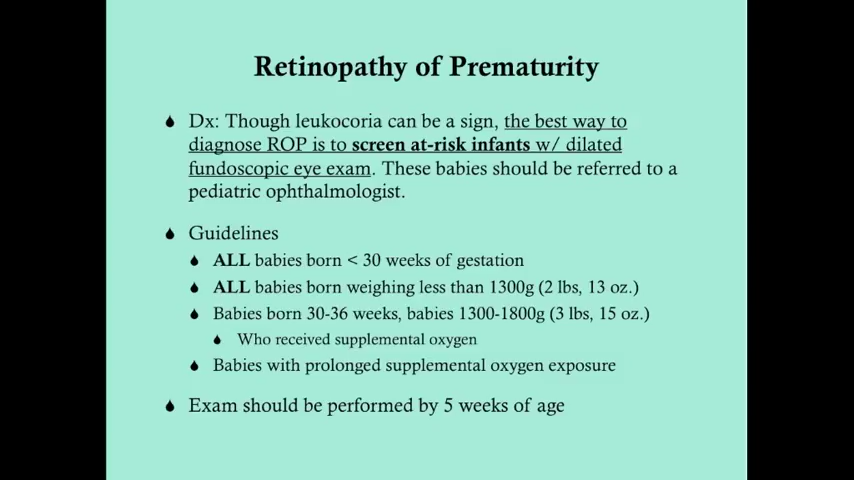 Retinopathy of Prematurity
Dx: Though leukocoria can be a sign, the best way to
diagnose ROP is to screen at-risk infants w/ dilated
fundoscopic eye exam. These babies should be referred to a
pediatric ophthalmologist.
Guidelines
ALL babies born < 30 weeks of gestation
ALL babies born weighing less than 1300g (2 lbs, 13 oz.)
Babies born 30-36 weeks, babies 1300-1800g (3 lbs, 15 oz.)
Who received supplemental oxygen
Babies with prolonged supplemental oxygen exposure
Exam should be performed by 5 weeks of age